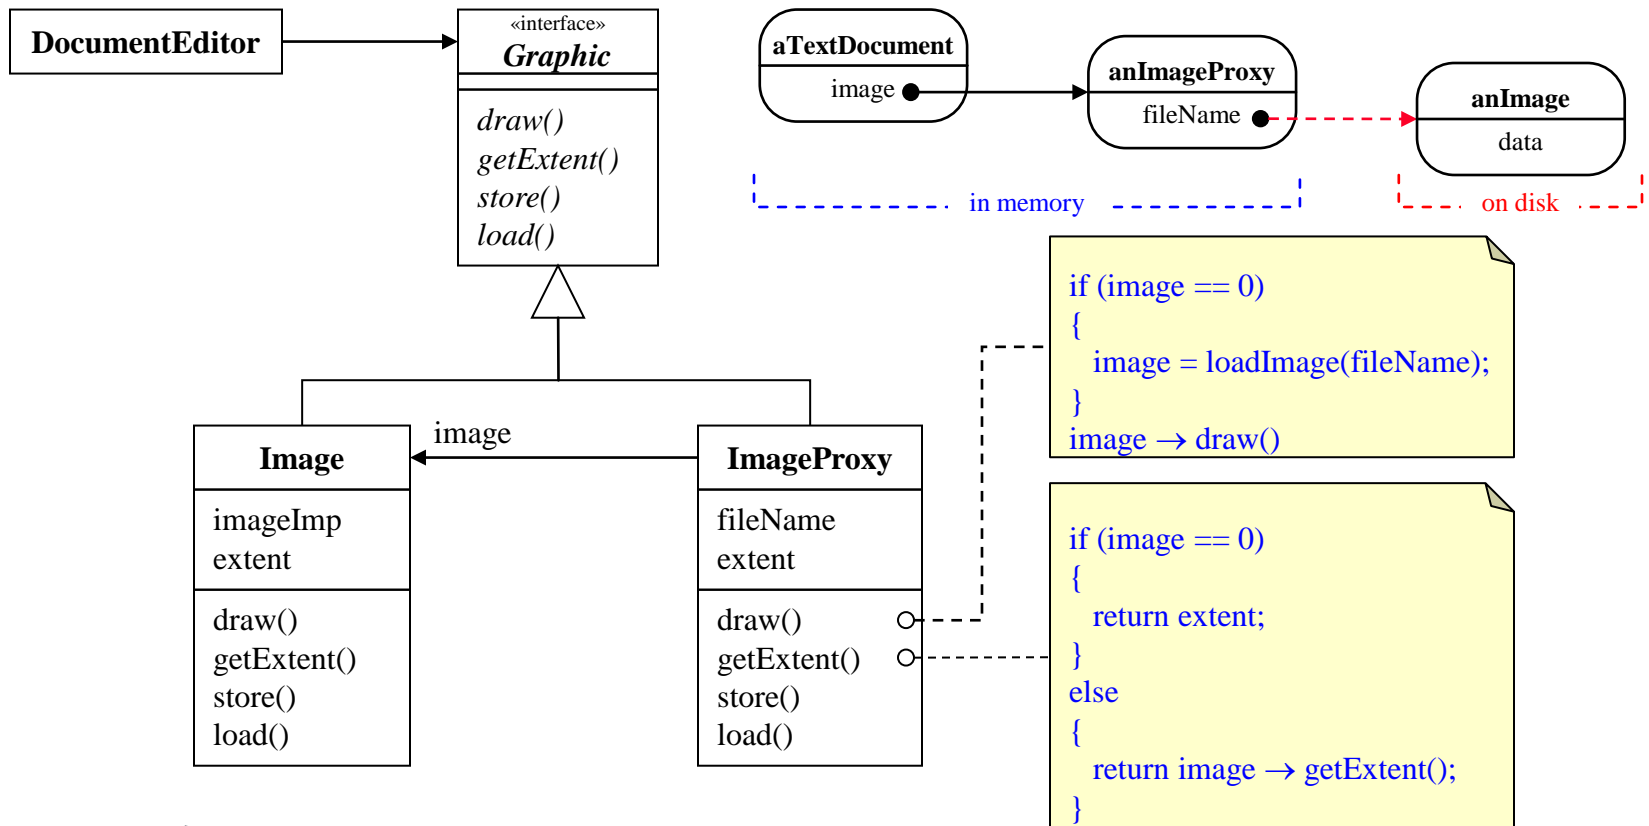 DocumentEditor
«interface»
Graphic
draw()
getExtent()
store()
load()
aTextDocument
image
anImageProxy
fileName
anImage
data
in memory
on disk
if (image == 0)
{
image = loadImage(fileName);
}
image → draw()
image
Image
imageImp
extent
draw()
getExtent()
store()
load()
ImageProxy
fileName
extent
draw()
getExtent()
store()
load()
if (image == 0)
{
return extent;
}
else
{
return image → getExtent();
}